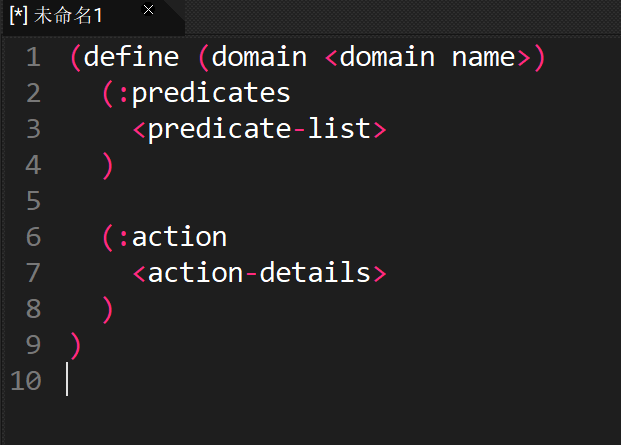 [*] 未命名1
1 (define (domain <domain name>)
2 (:predicates
3 <predicate-list>
4 )
5
6 (:action
7 <action-details>
8 )
9 )
10